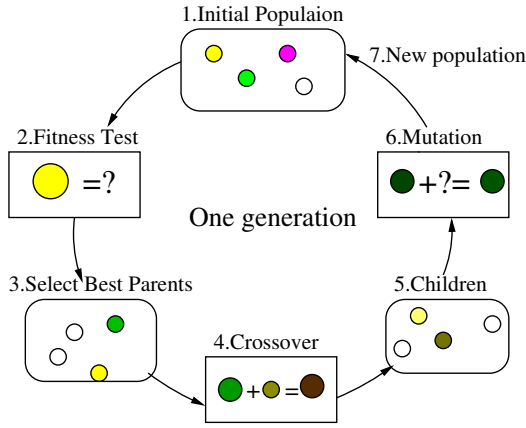 1.Initial Populaion
7.New population
2.Fitness Test
=?
6.Mutation
+?=
One generation
3.Select Best Parents
5.Children
4.Crossover
+ =